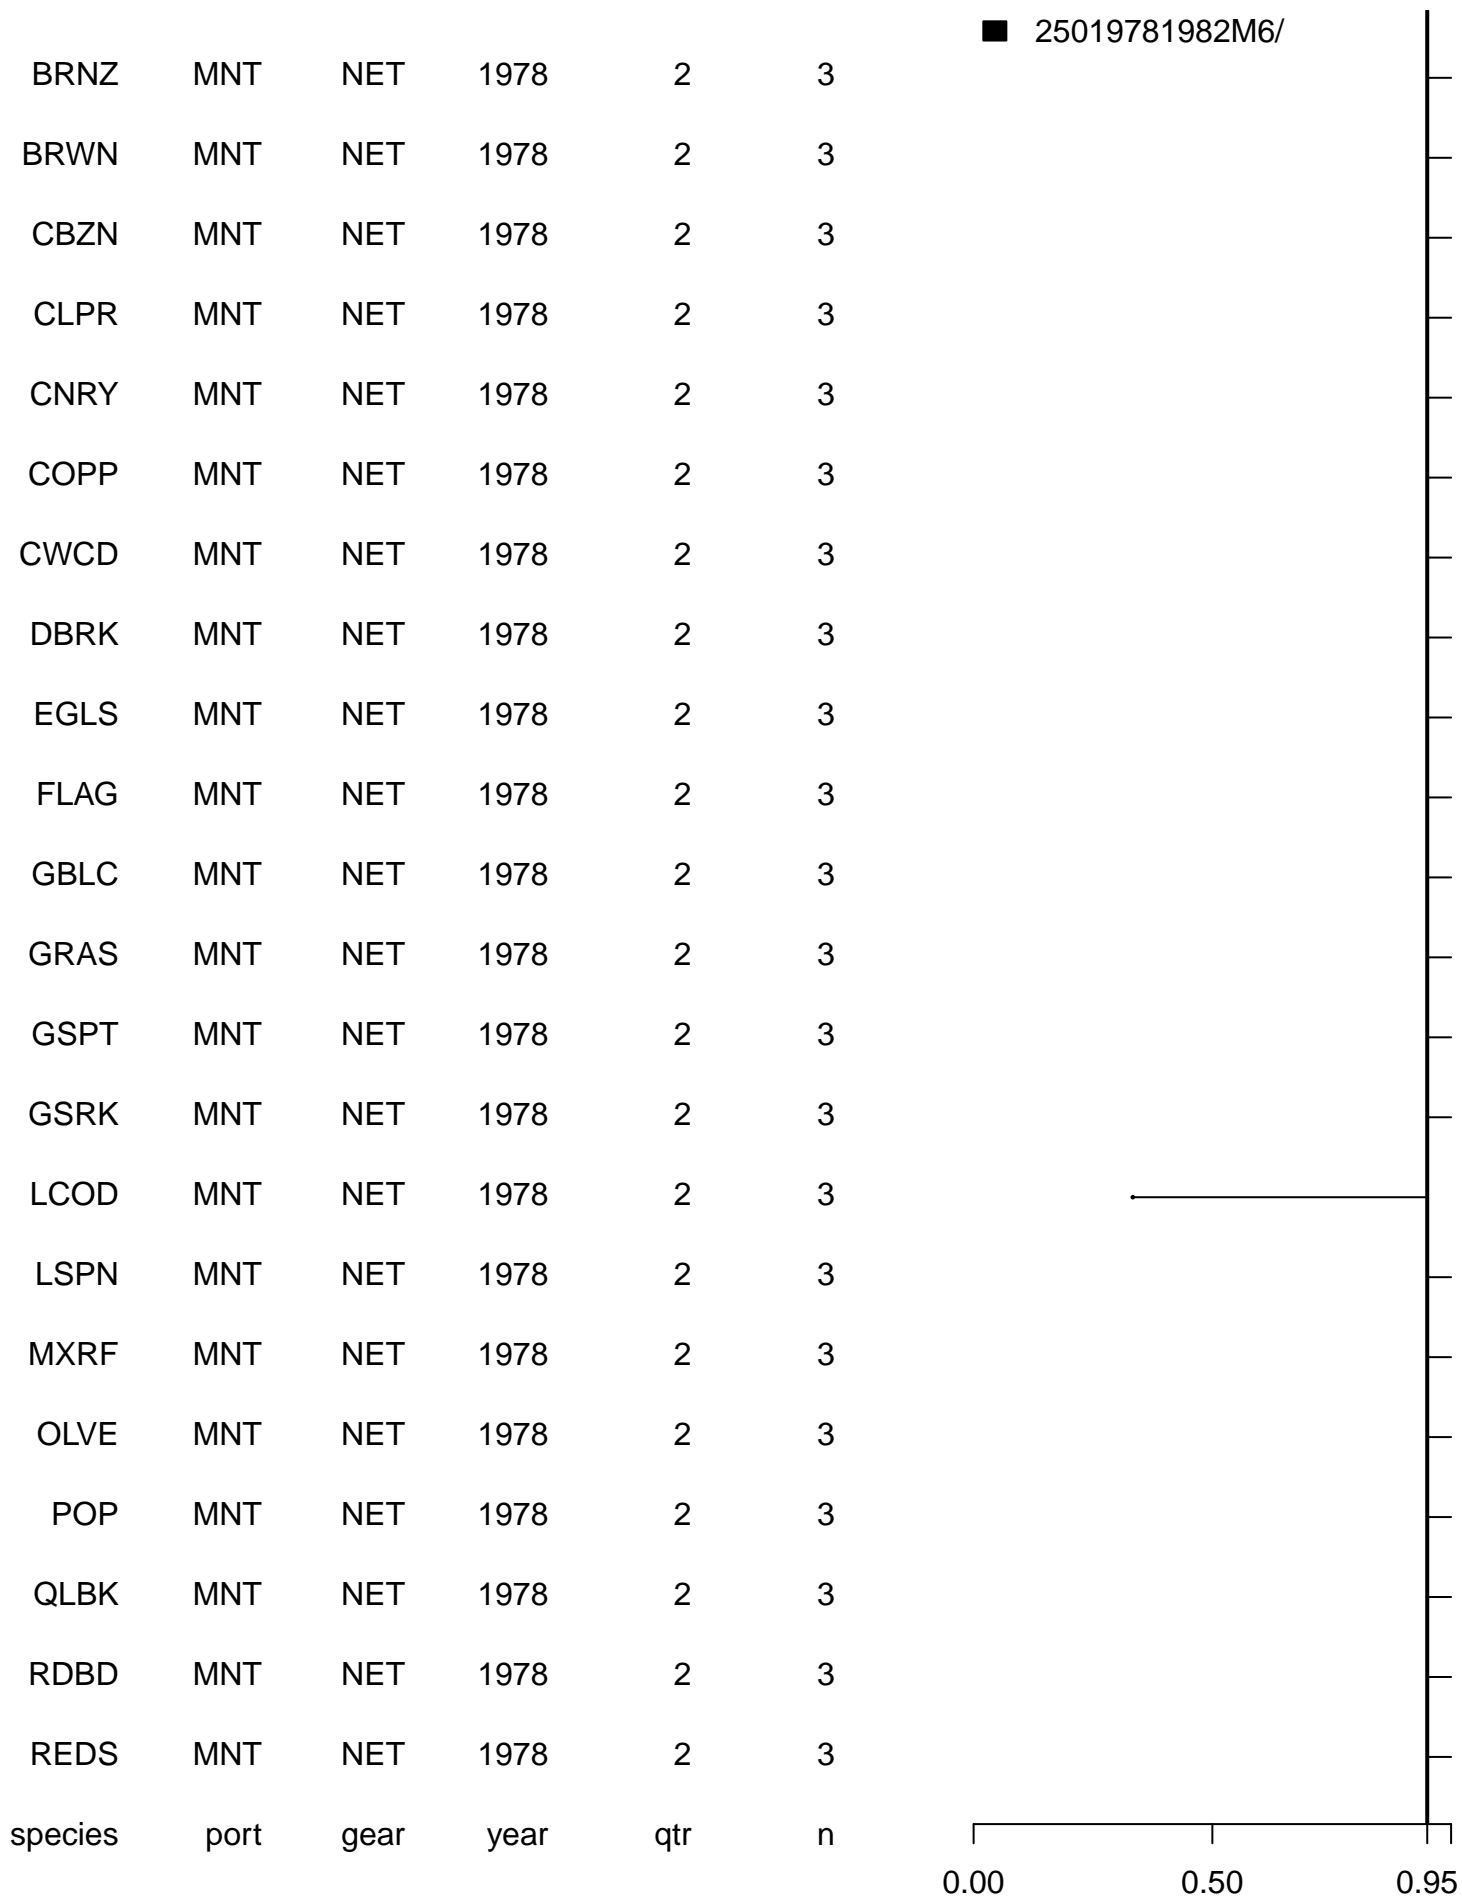 25019781982M6/
BRNZ MNT NET 1978 2 3
BRWN MNT NET 1978 2 3
CBZN MNT NET 1978 2 3
CLPR MNT NET 1978 2 3
CNRY MNT NET 1978 2 3
COPP MNT NET 1978 2 3
CWCD MNT NET 1978 2 3
DBRK MNT NET 1978 2 3
EGLS MNT NET 1978 2 3
FLAG MNT NET 1978 2 3
GBLC MNT NET 1978 2 3
GRAS MNT NET 1978 2 3
GSPT MNT NET 1978 2 3
GSRK MNT NET 1978 2 3
LCOD MNT NET 1978 2 3
LSPN MNT NET 1978 2 3
MXRF MNT NET 1978 2 3
OLVE MNT NET 1978 2 3
POP MNT NET 1978 2 3
QLBK MNT NET 1978 2 3
RDBD MNT NET 1978 2 3
REDS MNT NET 1978 2 3
species port gear year qtr n
0.00 0.50 0.95